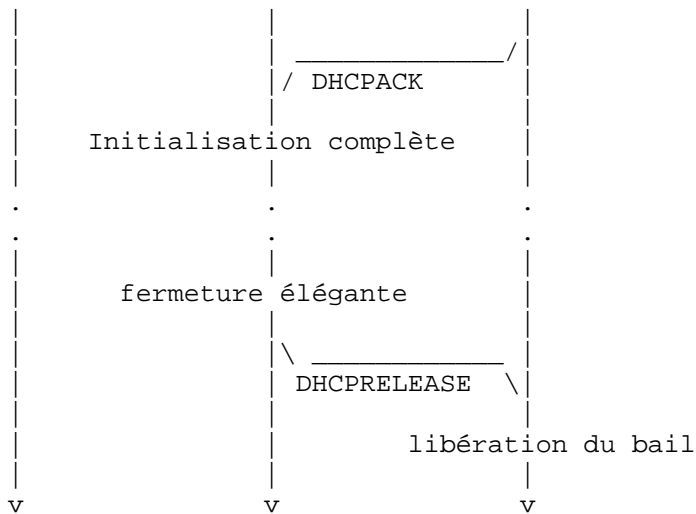 DHCPACK
Initialisation complète
. . .
. . .
fermeture élégante
DHCPRELEASE
libération du bail
v v v